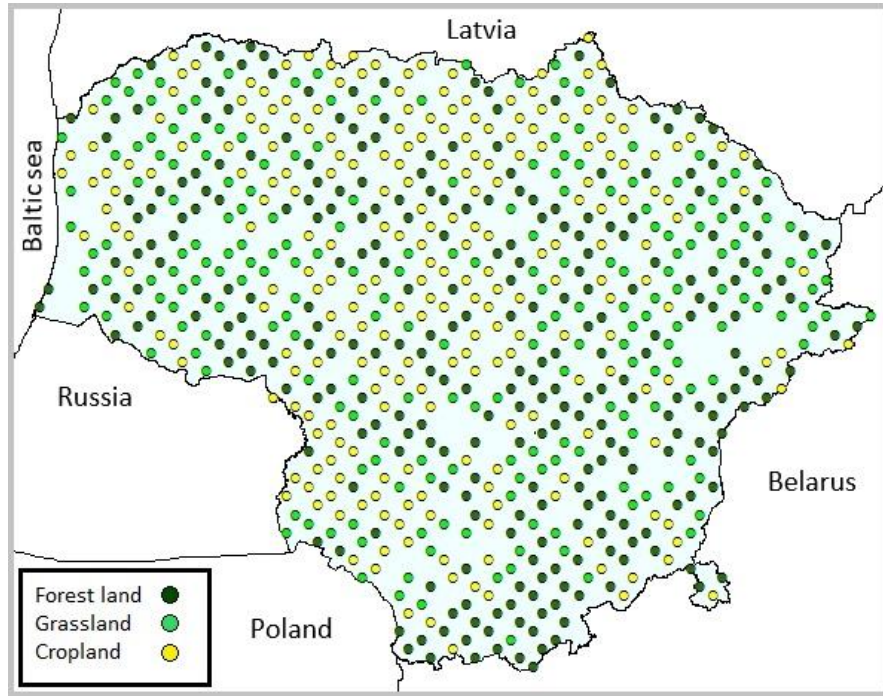 Latvia
Baltic sea
Russia
Belarus
Poland
Forest land
Grassland
Cropland